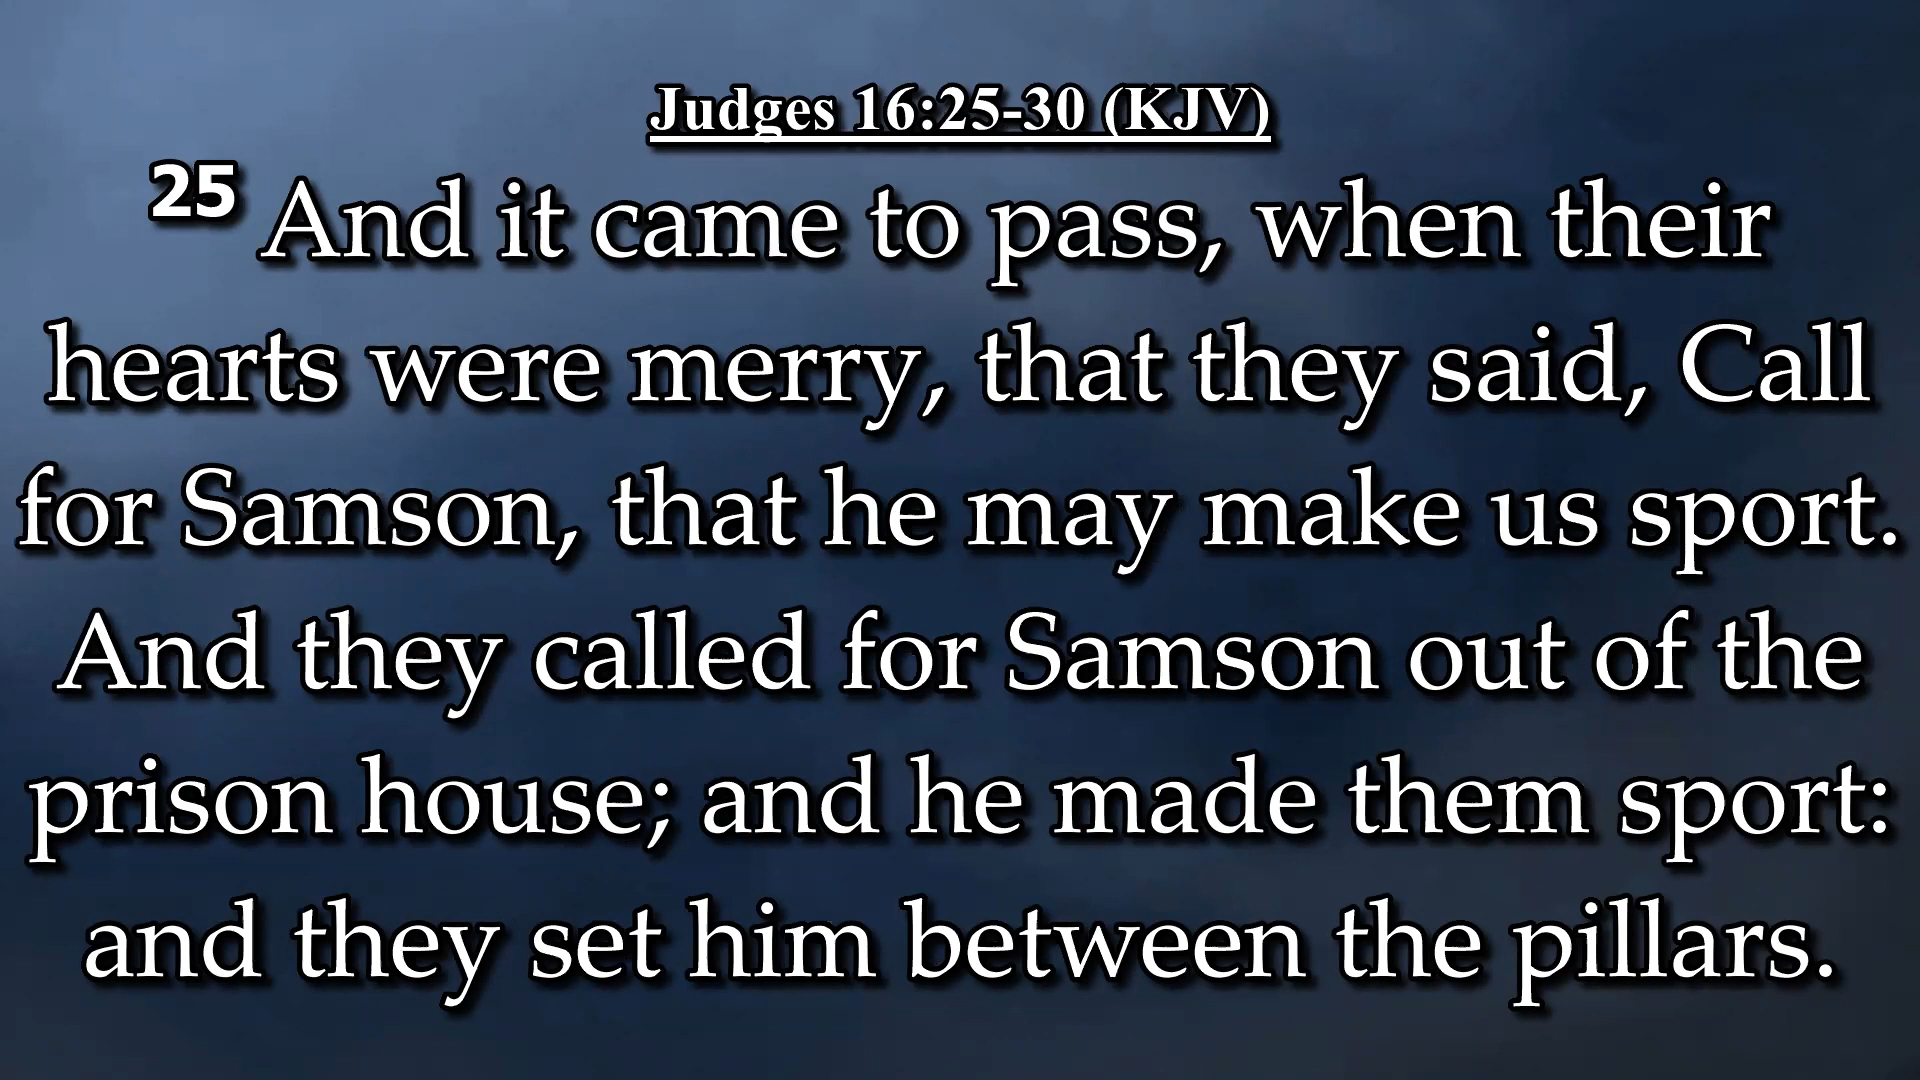 Judges 16:25-30 (KJV)
25 And it came to pass, when their
hearts were merry, that they said, Call
for Samson, that he may make us sport.
And they called for Samson out of the
prison house; and he made them sport:
and they set him between the pillars.